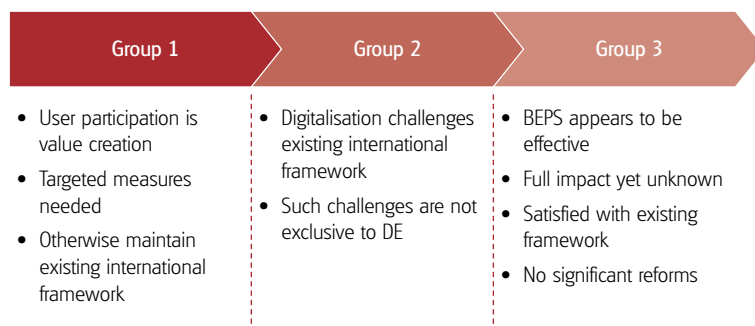 Group 1
Group 2
Group 3
• User participation is
value creation
• Targeted measures
needed
• Otherwise maintain
existing international
framework
• Digitalisation challenges
existing international
framework
• Such challenges are not
exclusive to DE
• BEPS appears to be
effective
• Full impact yet unknown
• Satisfied with existing
framework
• No significant reforms